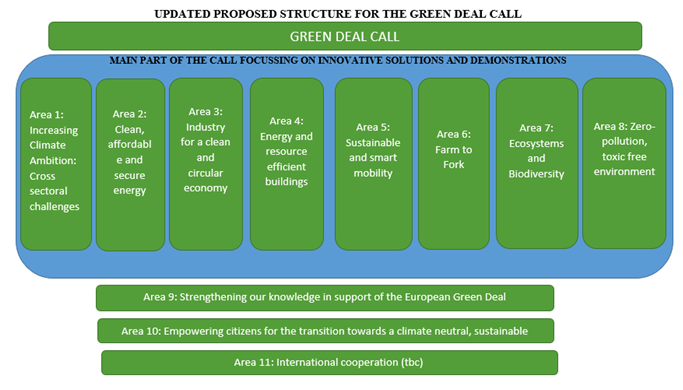 UPDATED PROPOSED STRUCTURE FOR THE GREEN DEAL CALL
GREEN DEAL CALL
MAIN PART OF THE CALL FOCUSSING ON INNOVATIVE SOLUTIONS AND DEMONSTRATIONS
Area 1:
Increasing
Climate
Ambition:
Cross
sectoral
challenges
Area 2:
Clean,
affordabl
e and
secure
energy
Area 3:
Industry
for a clean
and
circular
economy
Area 4:
Energy and
resource
efficient
buildings
Area 5:
Sustainable
and smart
mobility
Area 6:
Farm to
Fork
Area 7:
Ecosystems
and
Biodiversity
Area 8: Zero-
pollution,
toxic free
environment
Area 9: Strengthening our knowledge in support of the European Green Deal
Area 10: Empowering citizens for the transition towards a climate neutral, sustainable
Area 11: International cooperation (tbc)